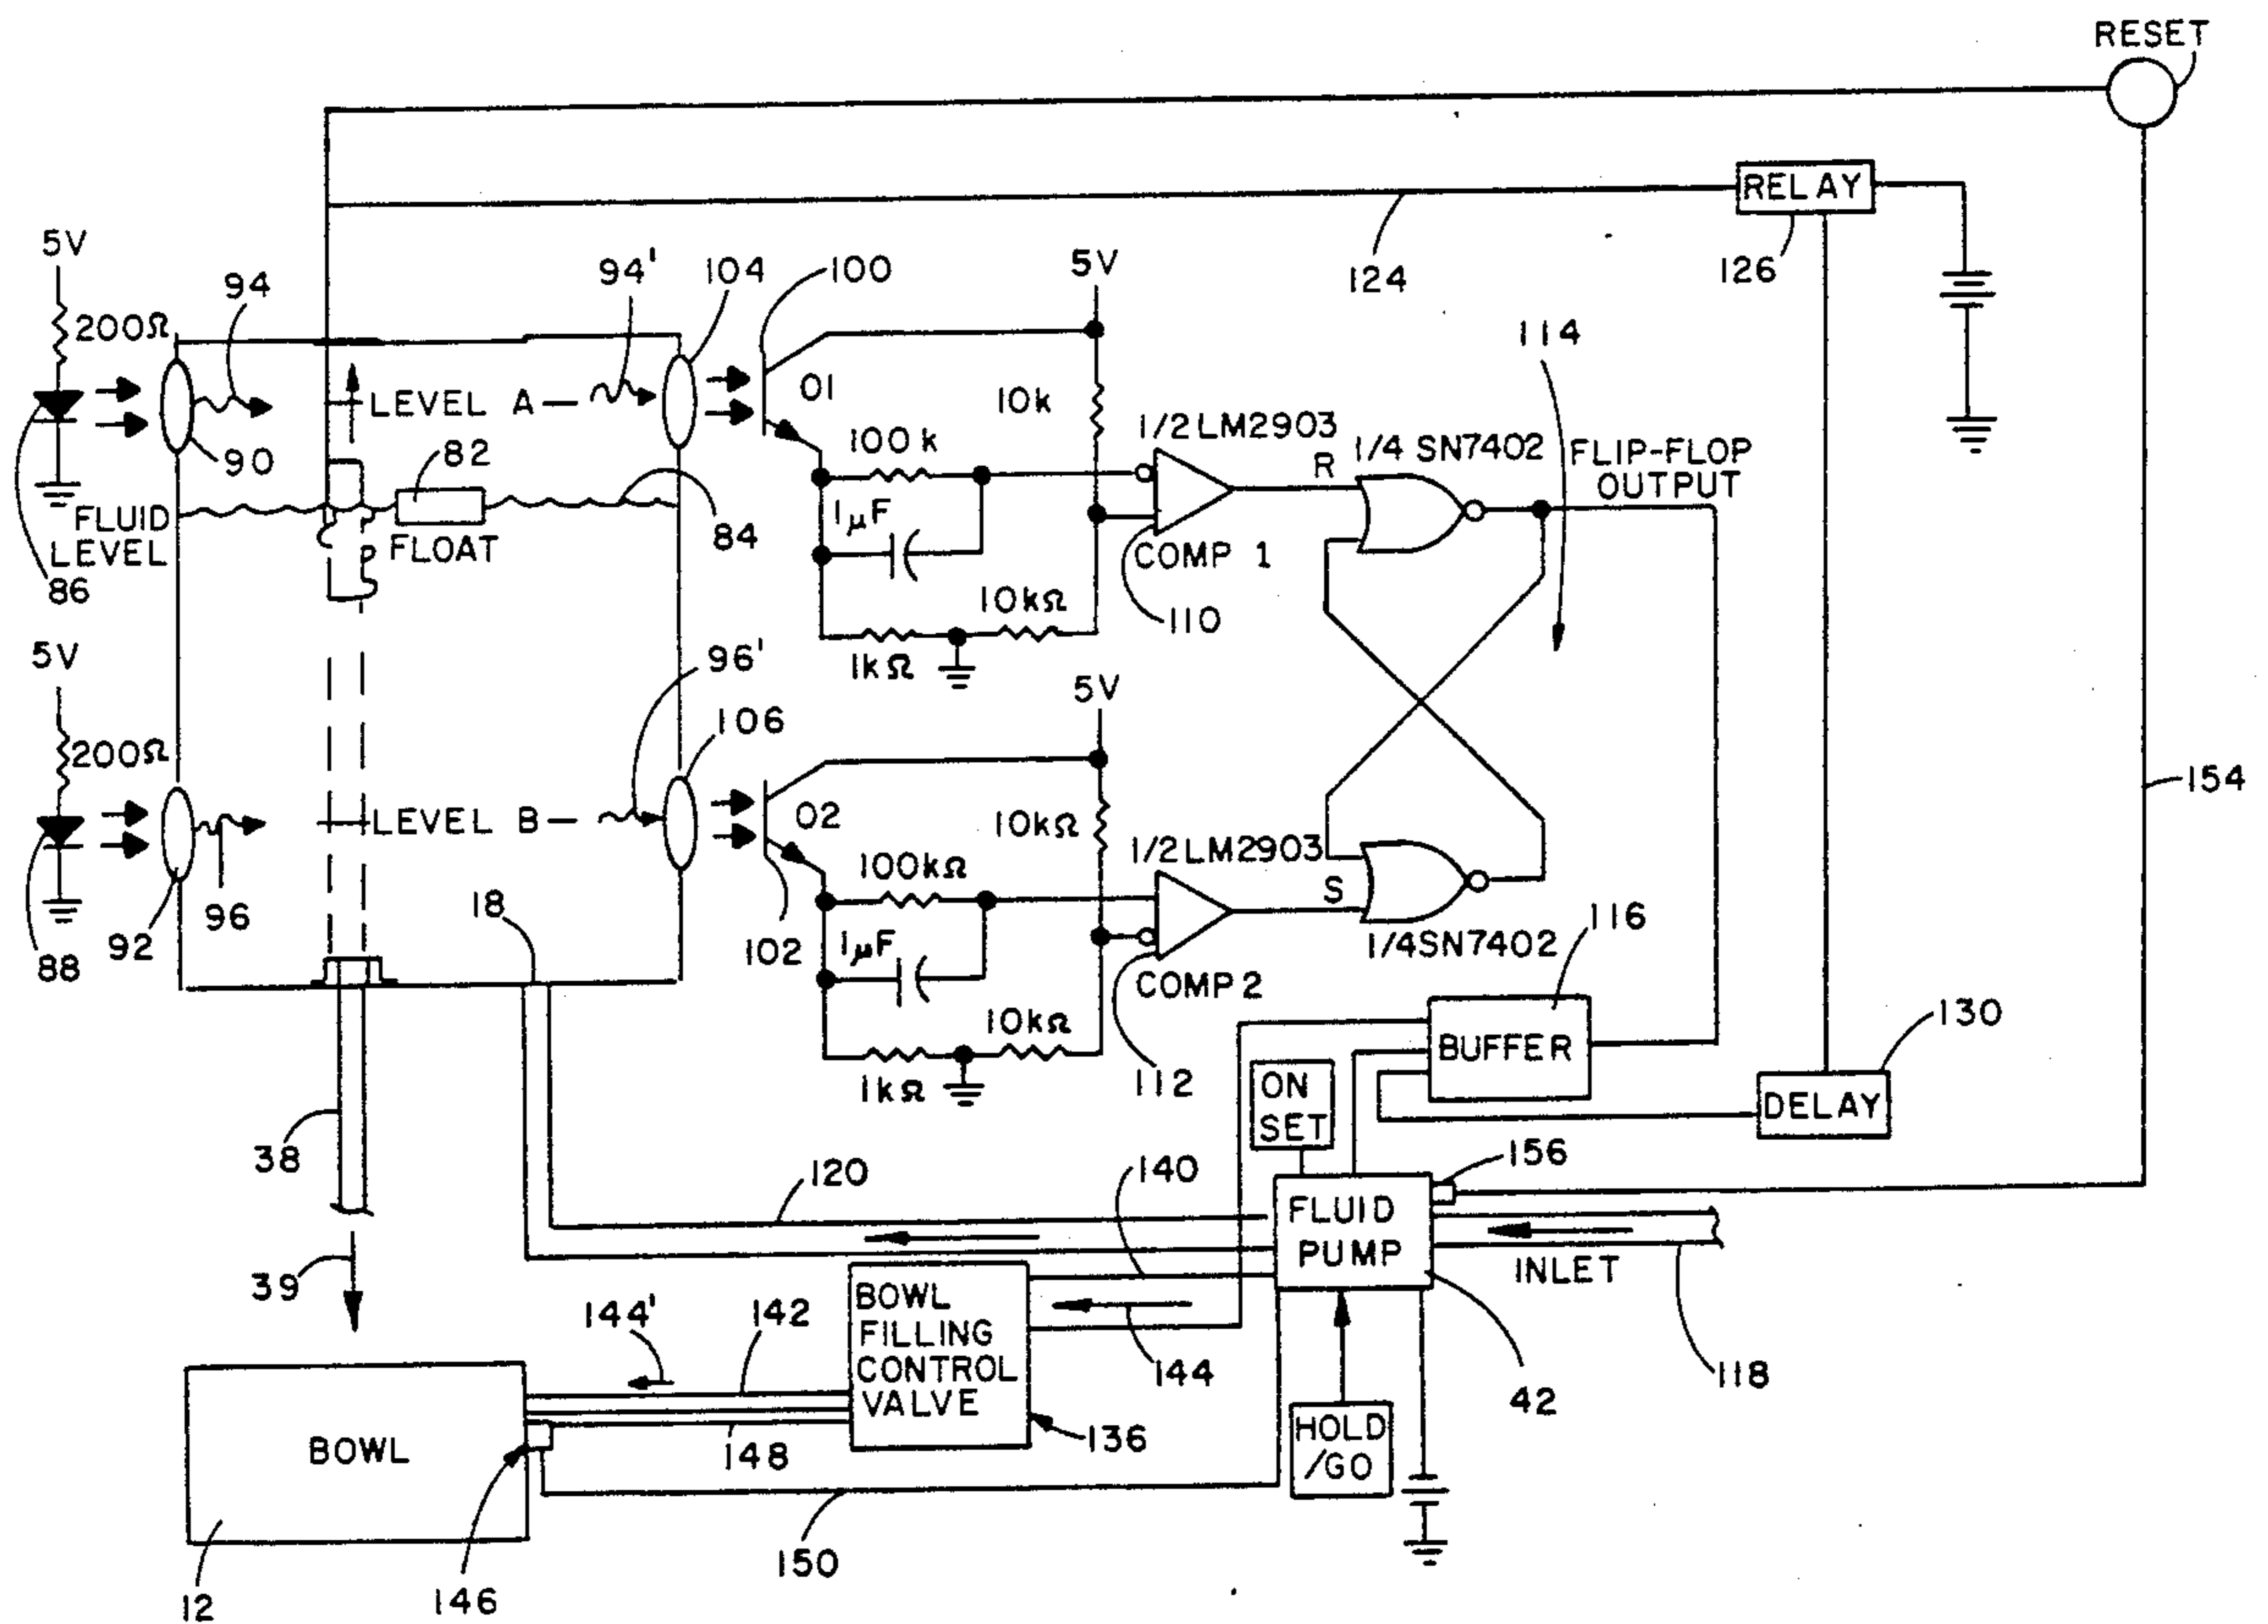 RESET
RELAY
126
124
5V
200Ω
94
94'
104
100
5V
114
LEVEL A
01
10k
1/2 LM2903
1/4 SN7402
R
FLIP-FLOP
OUTPUT
90
82
100 k
FLUID
LEVEL
FLOAT
84
1μF
COMP 1
86
10kΩ
110
1kΩ
5V
96'
5V
106
200Ω
LEVEL B
02
10kΩ
1/2 LM2903
154
100kΩ
S
96
18
92
88
102
1μF
1/4SN7402
116
COMP 2
10kΩ
BUFFER
130
1kΩ
112
ON
SET
DELAY
38
120
140
156
FLUID
PUMP
39
INLET
144'
142
BOWL
FILLING
CONTROL
VALVE
144
42
118
BOWL
148
136
HOLD
/GO
150
12
146